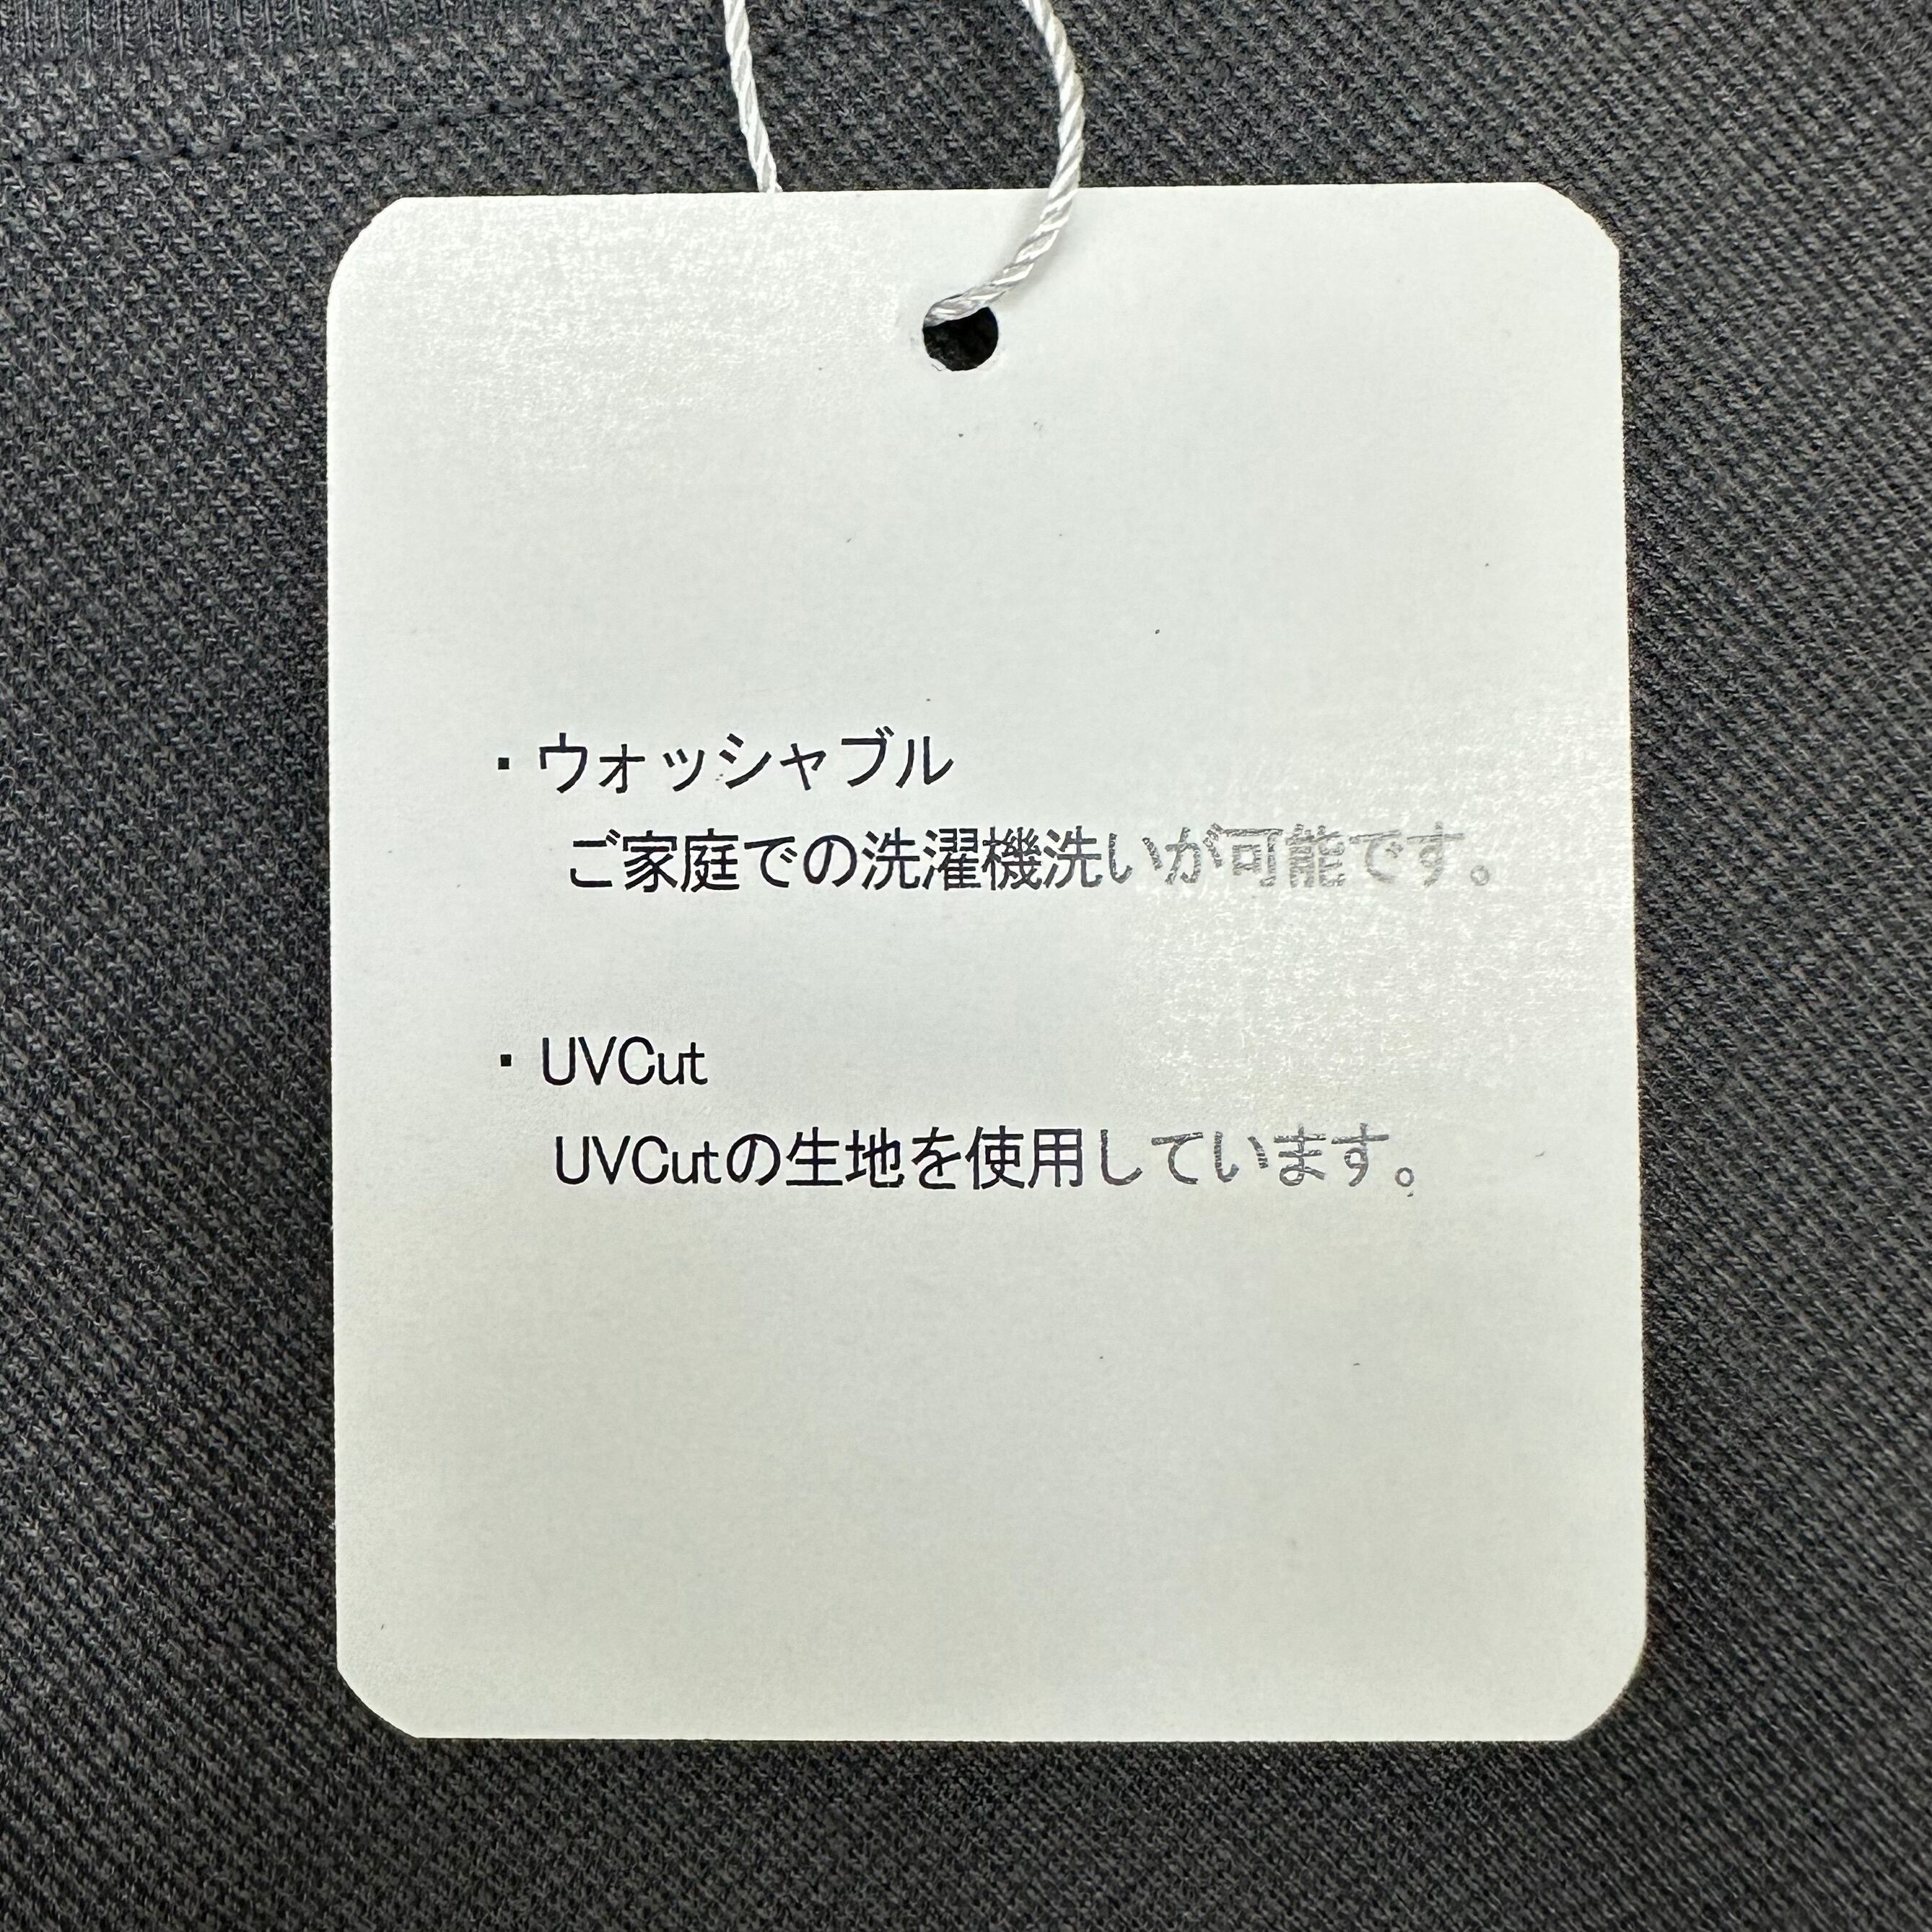 ・ウォッシャブル
ご家庭での洗濯機洗いが可能です。
・UVCut
UVCutの生地を使用しています。